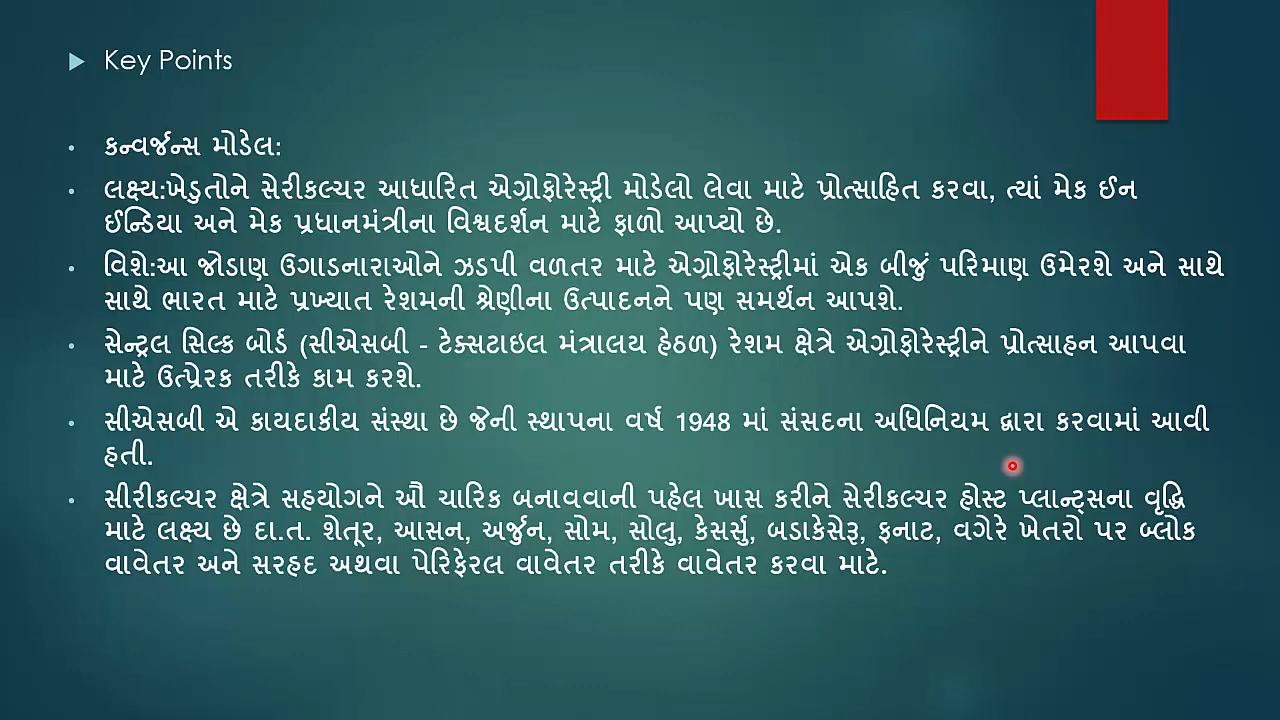 Key Points
કન્વર્જન્સ મોડેલ:
લક્ષ્ય:ખેડુતોને સેરીકલ્ચર આધારિત એગ્રોફોરેસ્ટ્રી મોડેલો લેવા માટે પ્રોત્સાહિત કરવા, ત્યાં મેક ઈન
ઈન્ડિયા અને મેક પ્રધાનમંત્રીના વિશ્વદર્શન માટે ફાળો આપ્યો છે.
વિશે:આ જોડાણ ઉગાડનારાઓને ઝડપી વળતર માટે એગ્રોફોરેસ્ટ્રીમાં એક બીજું પરિમાણ ઉમેરશે અને સાથે
સાથે ભારત માટે પ્રખ્યાત રેશમની શ્રેણીના ઉત્પાદનને પણ સમર્થન આપશે.
સેન્ટ્રલ સિલ્ક બોર્ડ (સીએસબી - ટેક્સટાઇલ મંત્રાલય હેઠળ) રેશમ ક્ષેત્રે એગ્રોફોરેસ્ટ્રીને પ્રોત્સાહન આપવા
માટે ઉત્પ્રેરક તરીકે કામ કરશે.
સીએસબી એ કાયદાકીય સંસ્થા છે જેની સ્થાપના વર્ષ 1948 માં સંસદના અધિનિયમ દ્વારા કરવામાં આવી
હતી.
સીરીકલ્ચર ક્ષેત્રે સહયોગને ઔ ચારિક બનાવવાની પહેલ ખાસ કરીને સેરીકલ્ચર હોસ્ટ પ્લાન્ટ્સના વૃદ્ધિ
માટે લક્ષ્ય છે દા.ત. શેતૂર, આસન, અર્જુન, સોમ, સોલુ, કેસર્સુ, બડાકેસેરૂ, ફનાટ, વગેરે ખેતરો પર બ્લોક
વાવેતર અને સરહદ અથવા પેરિફેરલ વાવેતર તરીકે વાવેતર કરવા માટે.